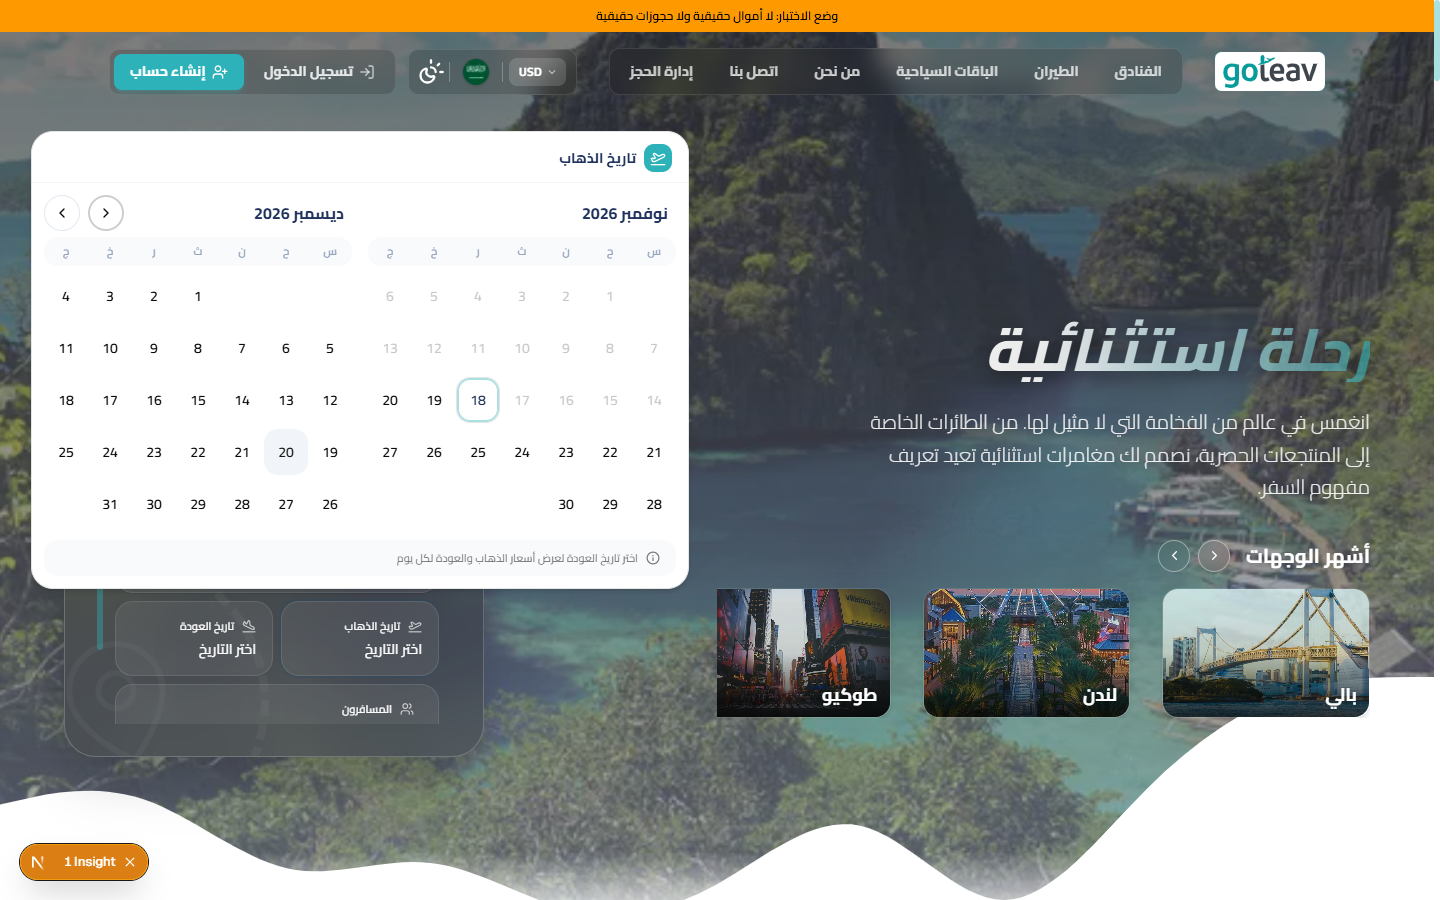 وضع الاختبار: لا أموال حقيقية ولا حجوزات حقيقية
goteav
الفنادق
الطيران
الباقات السياحية
من نحن
اتصل بنا
إدارة الحجز
USD
تسجيل الدخول
إنشاء حساب
تاريخ الذهاب
نوفمبر 2026
س ح ن ث ر خ ج
1 2 3 4 5 6
7 8 9 10 11 12 13
14 15 16 17 18 19 20
21 22 23 24 25 26 27
28 29 30
ديسمبر 2026
س ح ن ث ر خ ج
1 2 3 4
5 6 7 8 9 10 11
12 13 14 15 16 17 18
19 20 21 22 23 24 25
26 27 28 29 30 31
اختر تاريخ العودة لعرض أسعار الذهاب والعودة لكل يوم
رحلة استثنائية
انغمس في عالم من الفخامة التي لا مثيل لها. من الطائرات الخاصة
إلى المنتجعات الحصرية، نصمم لك مغامرات استثنائية تعيد تعريف
مفهوم السفر.
أشهر الوجهات
بالي
لندن
طوكيو
تاريخ الذهاب
اختر التاريخ
تاريخ العودة
اختر التاريخ
المسافرون
1 Insight